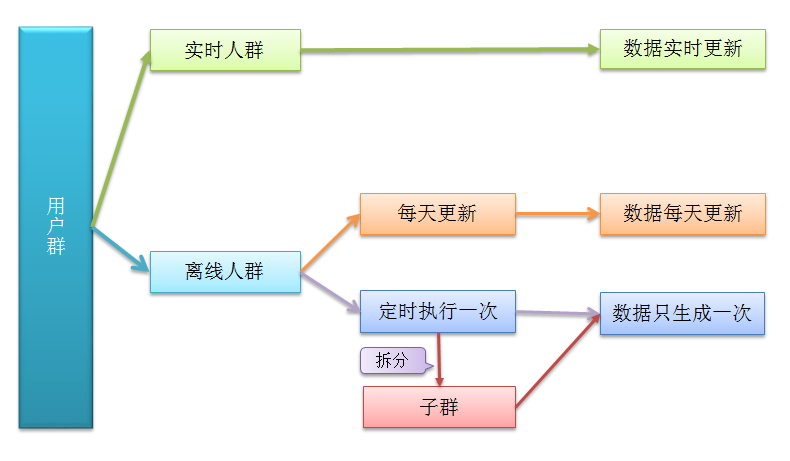 用户群
实时人群
数据实时更新
每天更新
数据每天更新
离线人群
定时执行一次
数据只生成一次
拆分
子群